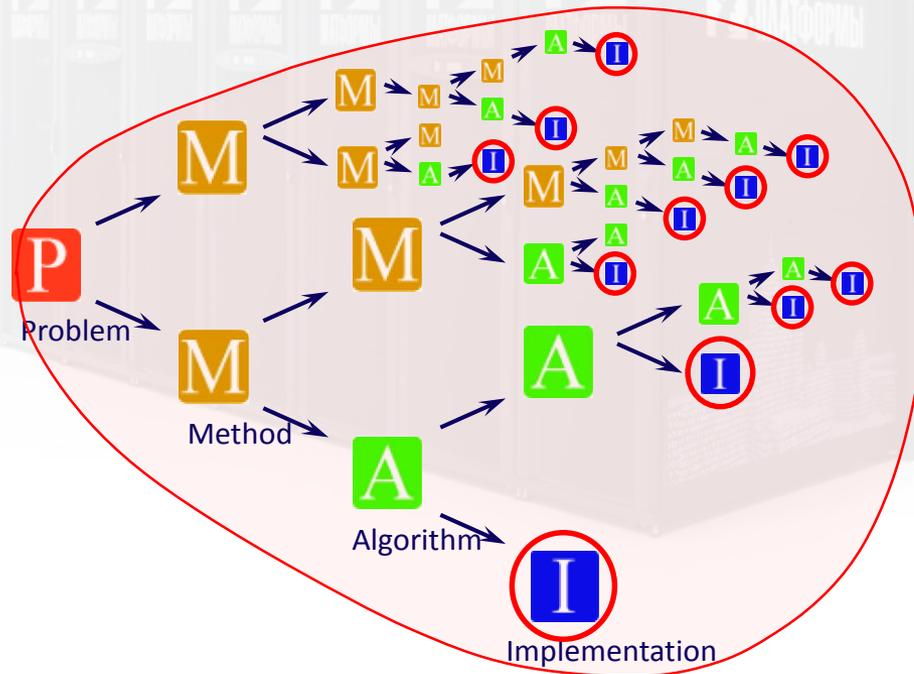 ПЛАТФОРМЫ
A I
M
M M A
M M I
M A I M A I
M M A I
M A I
P M A I
Problem A I A A I
M A I
Method A I
A
Algorithm
I
Implementation